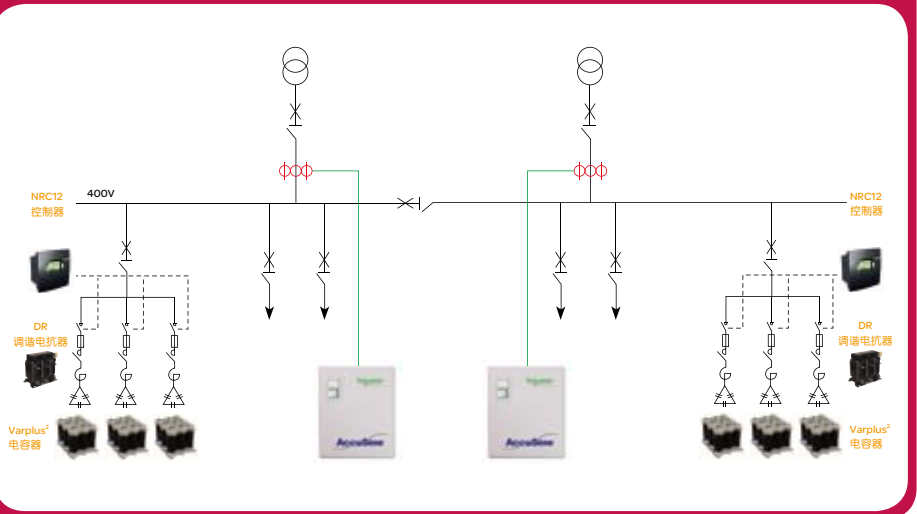 NRC12
控制器
400V
NRC12
控制器
DR
调谐电抗器
DR
调谐电抗器
Varplus²
电容器
AccuSine
AccuSine
Varplus²
电容器